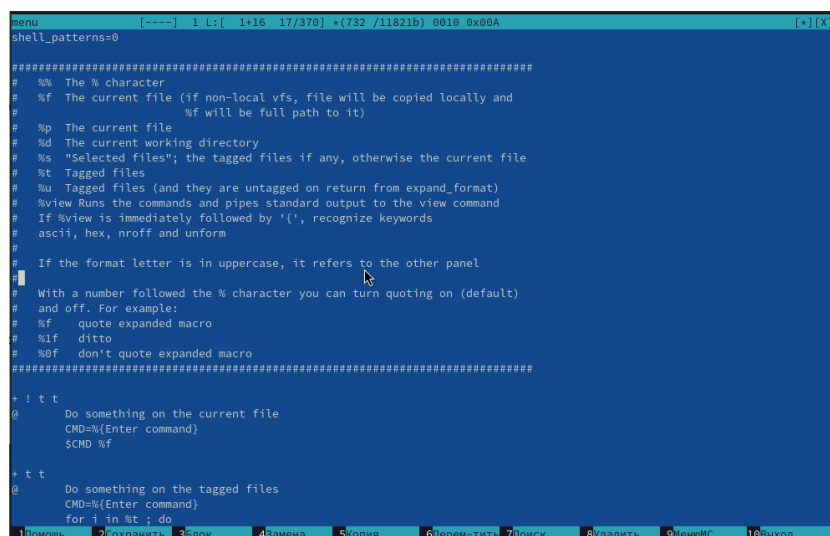 menu [----] 1 L:[ 1+16 17/370] *(732 /11821b) 0010 0x00A [*][X]
shell_patterns=0
###############################################################################
# %% The % character
# %f The current file (if non-local vfs, file will be copied locally and
# %f will be full path to it)
# %p The current file
# %d The current working directory
# %s "Selected files"; the tagged files if any, otherwise the current file
# %t Tagged files
# %u Tagged files (and they are untagged on return from expand_format)
# %view Runs the commands and pipes standard output to the view command
# If %view is immediately followed by '{', recognize keywords
# ascii, hex, nroff and unform
#
# If the format letter is in uppercase, it refers to the other panel
#
# With a number followed the % character you can turn quoting on (default)
# and off. For example:
# %f quote expanded macro
# %1f ditto
# %0f don't quote expanded macro
###############################################################################
+ ! t t
@ Do something on the current file
CMD=%{Enter command}
$CMD %f
+ t t
@ Do something on the tagged files
CMD=%{Enter command}
for i in %t ; do
1Помощь 2Сохранить 3Блок 4Замена 5Копия 6Перем~тить 7Поиск 8Удалить 9МенюMC 10Выход